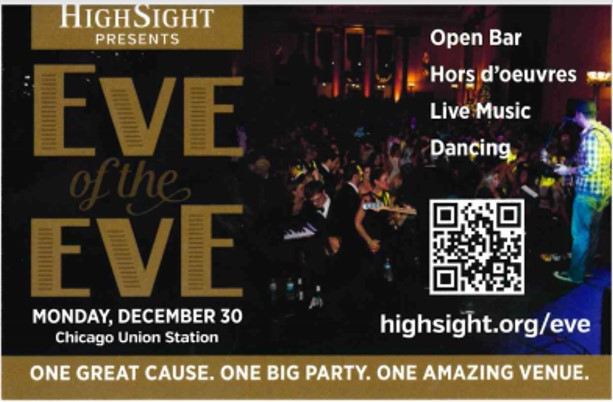 HIGHSIGHT
PRESENTS
EVE
of the
EVE
MONDAY, DECEMBER 30
Chicago Union Station
Open Bar
Hors d’oeuvres
Live Music
Dancing
highsight.org/eve
ONE GREAT CAUSE. ONE BIG PARTY. ONE AMAZING VENUE.